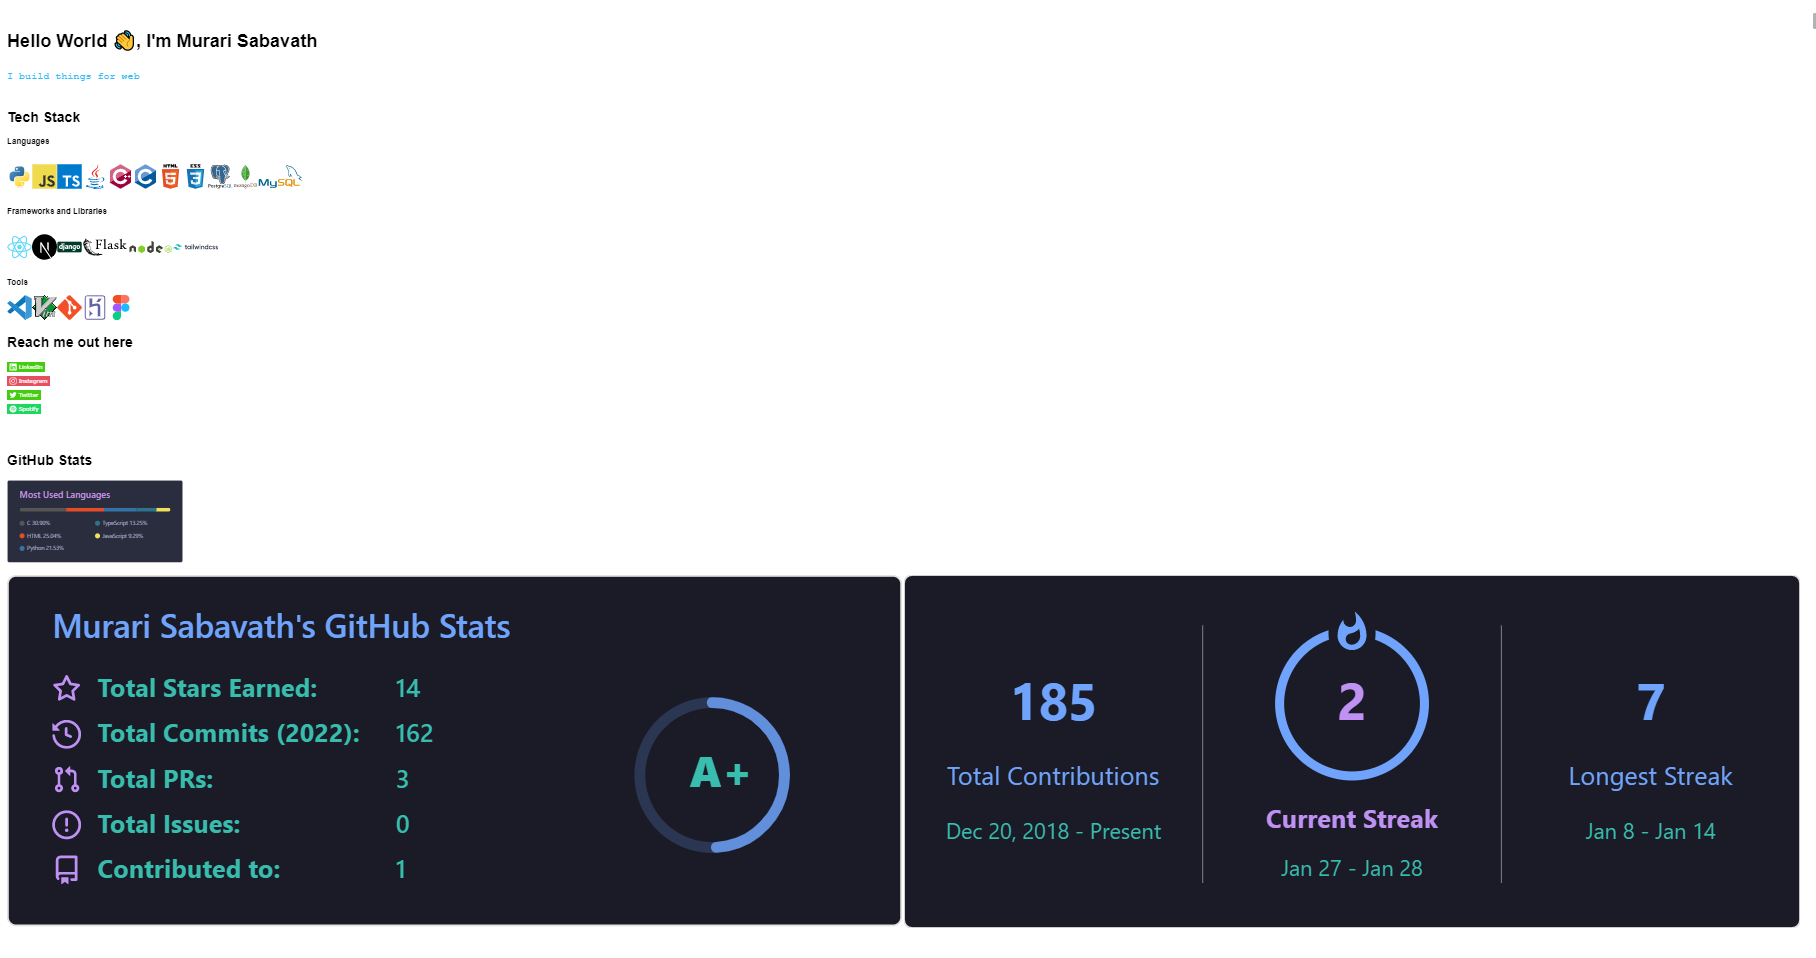 Hello World 👋, I'm Murari Sabavath
I build things for web
Tech Stack
Languages
JS TS HTML 5 CSS 3 PostgreSQL mongoDB MySQL
Frameworks and Libraries
N django Flask node tailwindcss
Tools
Reach me out here
LinkedIn
Instagram
Twitter
Spotify
GitHub Stats
Most Used Languages
C 30.90% TypeScript 13.25%
HTML 25.04% JavaScript 9.29%
Python 21.53%
Murari Sabavath's GitHub Stats
Total Stars Earned: 14
Total Commits (2022): 162
Total PRs: 3
Total Issues: 0
Contributed to: 1
A+
185
Total Contributions
Dec 20, 2018 - Present
2
Current Streak
Jan 27 - Jan 28
7
Longest Streak
Jan 8 - Jan 14